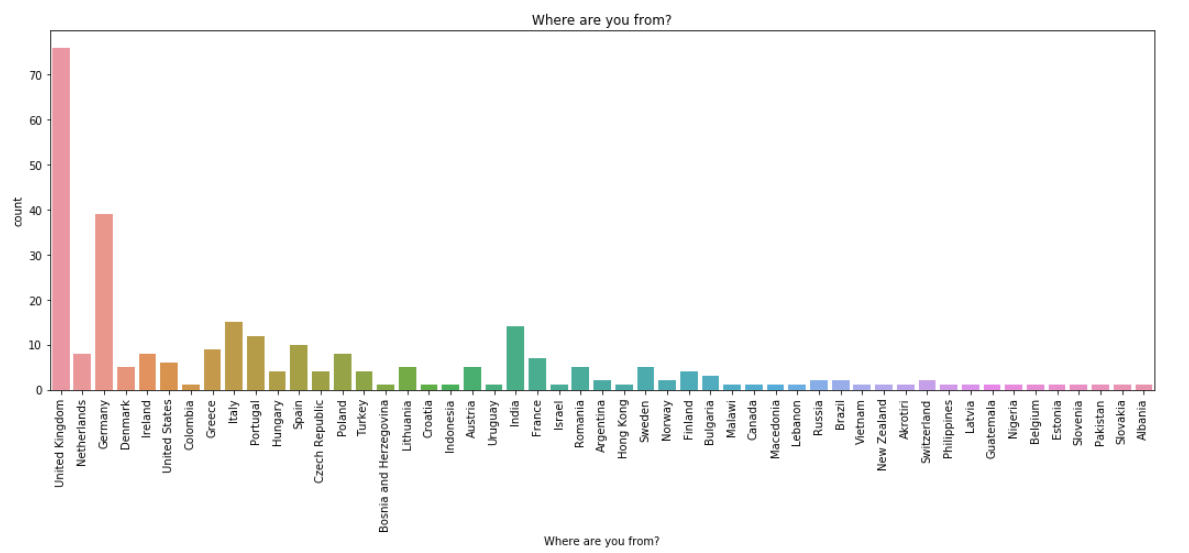 Where are you from?
count
70
60
50
40
30
20
10
0
United Kingdom
Netherlands
Germany
Denmark
Ireland
United States
Colombia
Greece
Italy
Portugal
Hungary
Spain
Czech Republic
Poland
Turkey
Bosnia and Herzegovina
Lithuania
Croatia
Indonesia
Austria
Uruguay
India
France
Israel
Romania
Argentina
Hong Kong
Sweden
Norway
Finland
Bulgaria
Malawi
Canada
Macedonia
Lebanon
Russia
Brazil
Vietnam
New Zealand
Akrotiri
Switzerland
Philippines
Latvia
Guatemala
Nigeria
Belgium
Estonia
Slovenia
Pakistan
Slovakia
Albania
Where are you from?